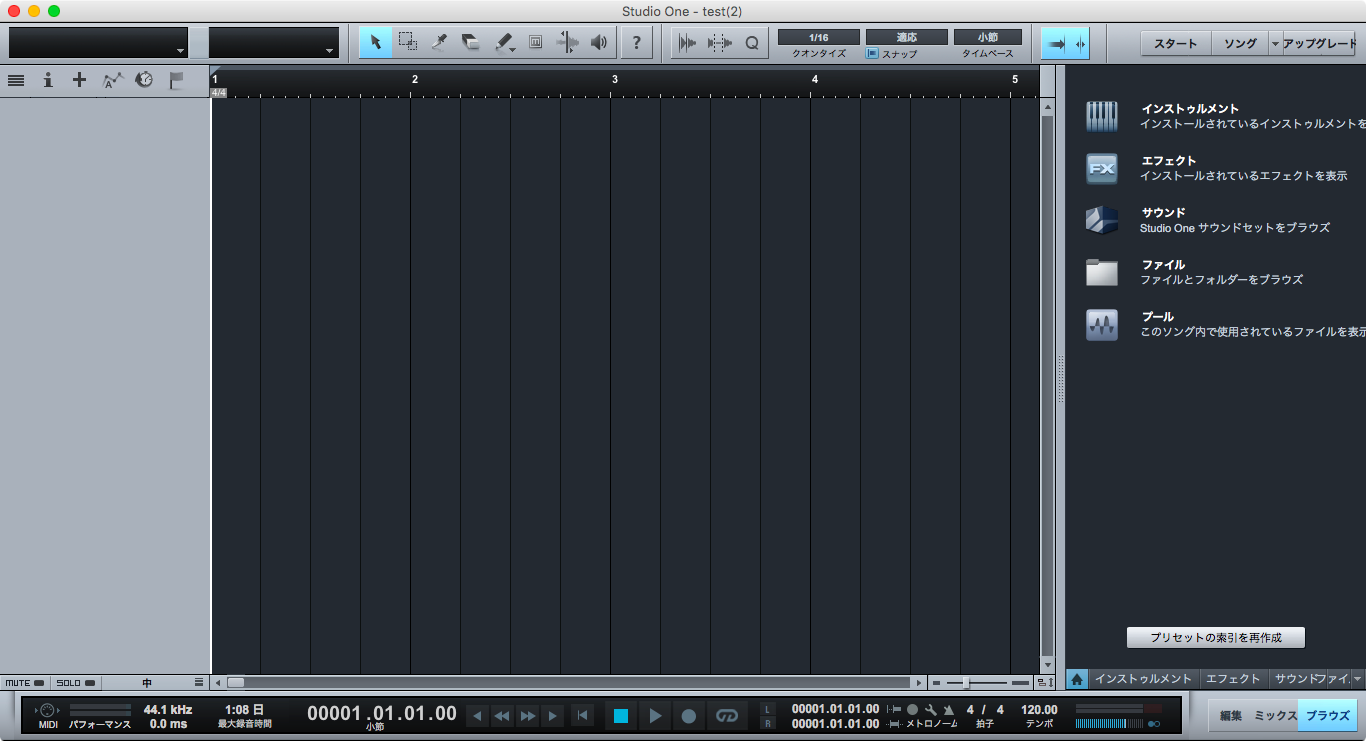 Studio One - test(2)
1/16
クオンタイズ
適応
スナップ
小節
タイムベース
スタート
ソング
アップグレード
?
Q
1
2
3
4
5
4/4
インストゥルメント
インストールされているインストゥルメントを
エフェクト
インストールされているエフェクトを表示
FX
サウンド
Studio One サウンドセットをブラウズ
ファイル
ファイルとフォルダーをブラウズ
プール
このソング内で使用されているファイルを表示
プリセットの索引を再作成
MUTE
SOLO
中
インストゥルメント
エフェクト
サウンド
ファイ.
MIDI
パフォーマンス
44.1 kHz
0.0 ms
1:08 日
最大録音時間
00001.01.01.00
小節
L
R
00001.01.01.00
00001.01.01.00
メトロノーム
4 / 4
拍子
120.00
テンポ
編集
ミックス
ブラウズ